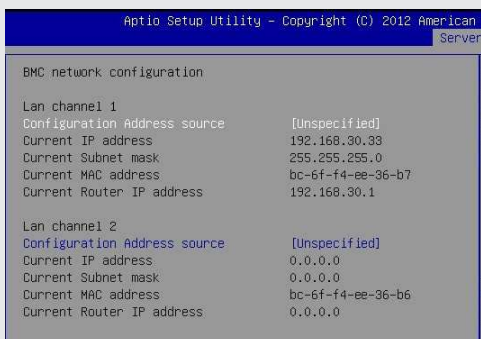 Aptio Setup Utility – Copyright (C) 2012 American
Server
BMC network configuration
Lan channel 1
Configuration Address source [Unspecified]
Current IP address 192.168.30.33
Current Subnet mask 255.255.255.0
Current MAC address bc-6f-f4-ee-36-b7
Current Router IP address 192.168.30.1
Lan channel 2
Configuration Address source [Unspecified]
Current IP address 0.0.0.0
Current Subnet mask 0.0.0.0
Current MAC address bc-6f-f4-ee-36-b6
Current Router IP address 0.0.0.0